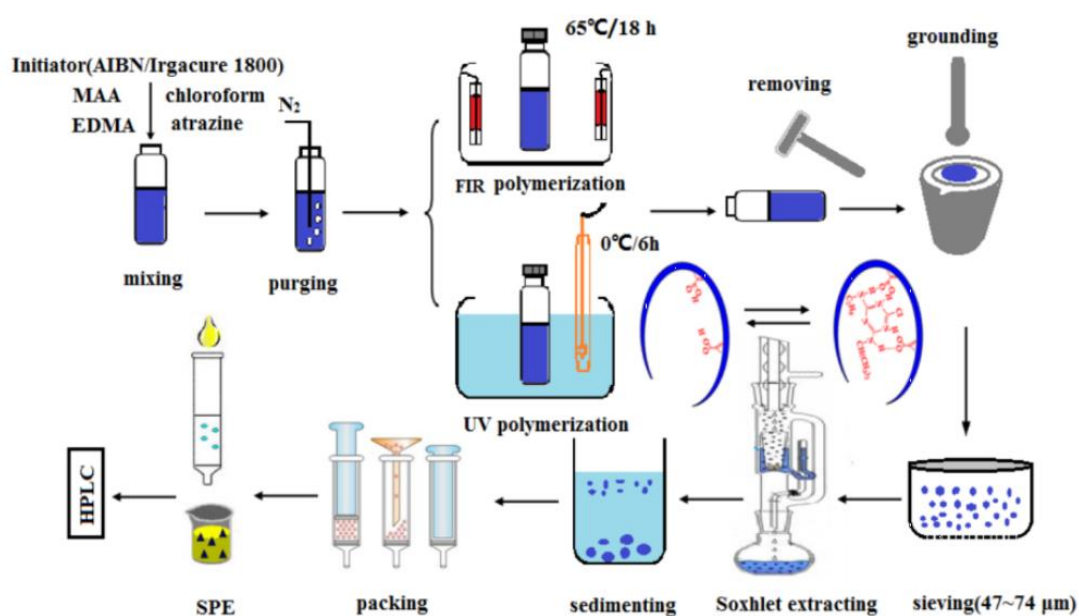 Initiator(AIBN/Irgacure 1800)
MAA chloroform
EDMA atrazine
mixing
N₂
purging
65℃/18 h
FIR polymerization
0℃/6h
UV polymerization
removing
grounding
sieving(47~74 μm)
Soxhlet extracting
sedimenting
packing
SPE
HPLC